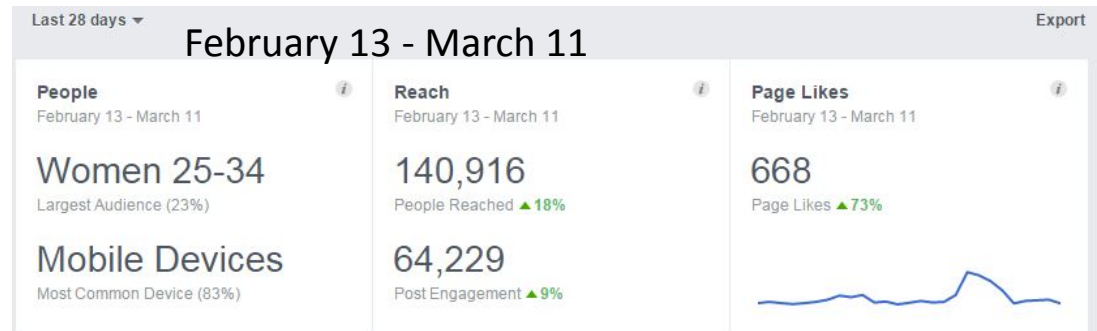 Last 28 days
Export
February 13 - March 11
People
February 13 - March 11
Women 25-34
Largest Audience (23%)
Mobile Devices
Most Common Device (83%)
Reach
February 13 - March 11
140,916
People Reached ▲18%
64,229
Post Engagement ▲9%
Page Likes
February 13 - March 11
668
Page Likes ▲73%